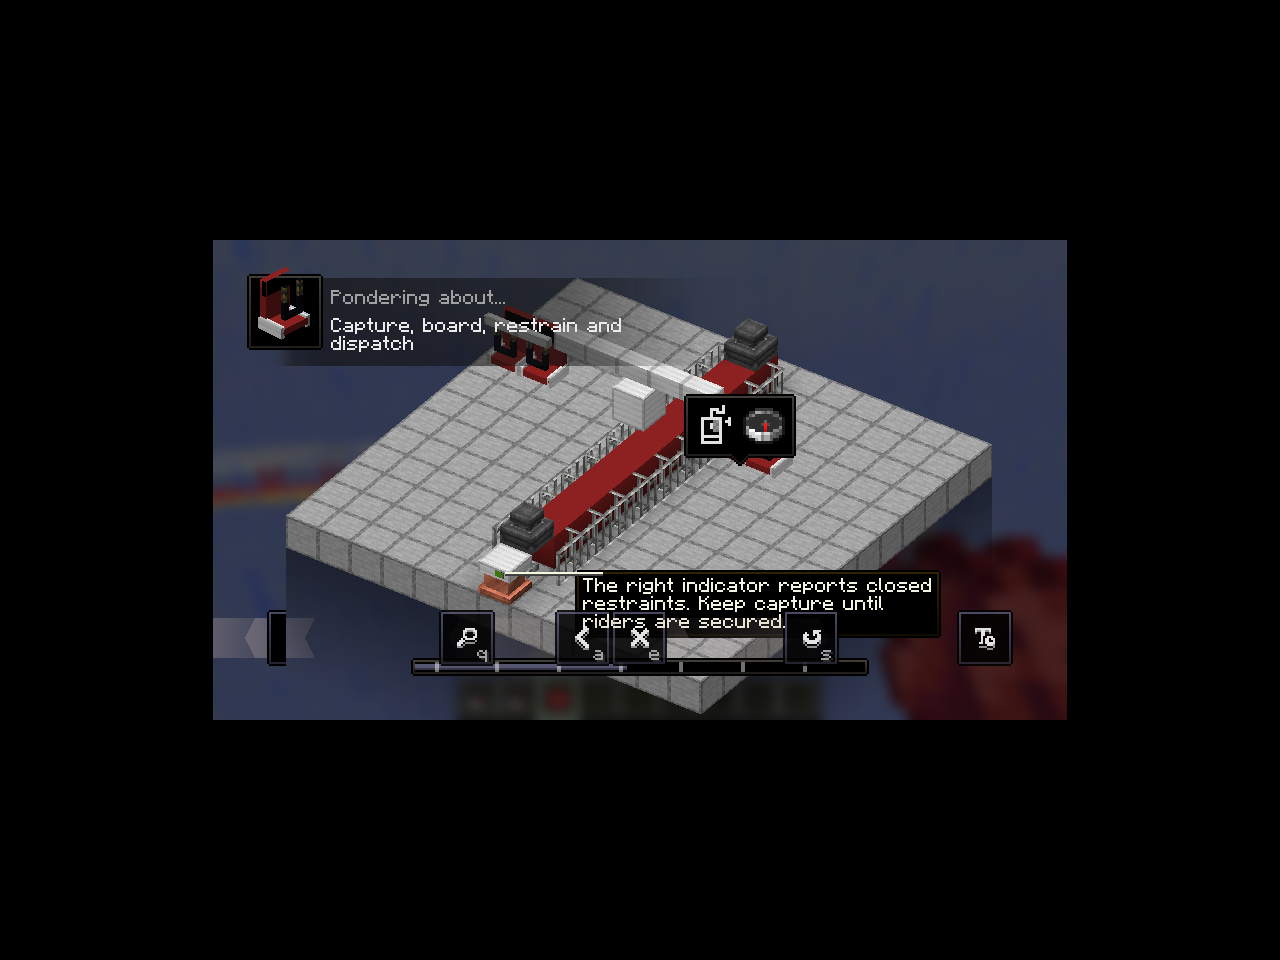 Pondering about...
Capture, board, restrain and
dispatch
The right indicator reports closed
restraints. Keep capture until
riders are secured.
q
a
e
s
T